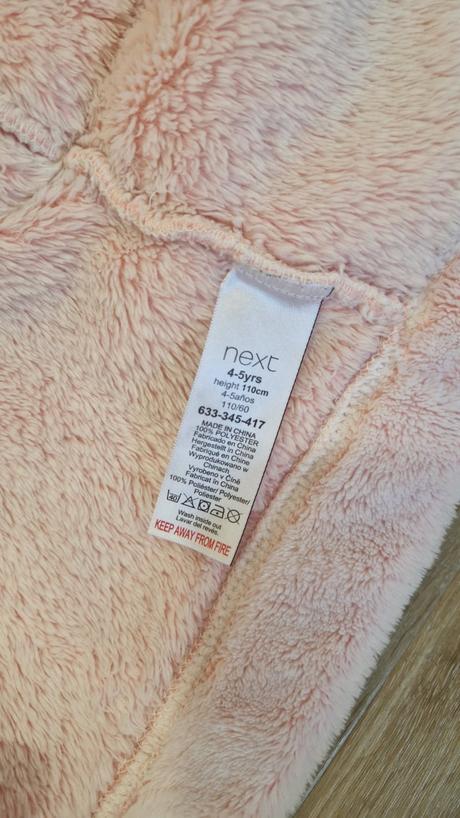 next
4-5yrs
height 110cm
4-5años
110/60
633-345-417
MADE IN CHINA
100% POLYESTER
Fabricado en China
Hergestellt in China
Fabriqué en Chine
Wyprodukowano w
Chinach
Vyrobeno v Číně
Fabricat in China
100% Poliéster/ Polyester/
Poliester
40
Wash inside out
Lavar del revés.
KEEP AWAY FROM FIRE